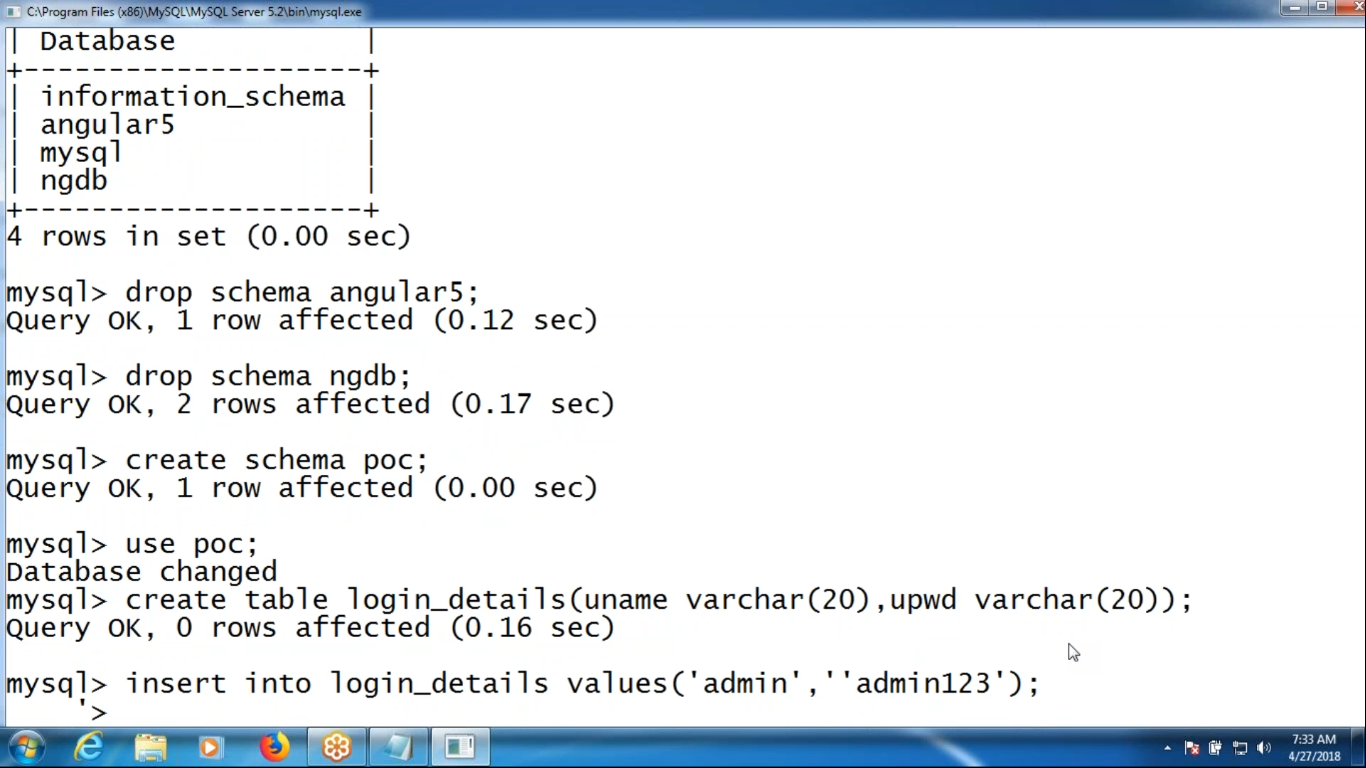 C:\Program Files (x86)\MySQL\MySQL Server 5.2\bin\mysql.exe
| Database           |
+--------------------+
| information_schema |
| angular5           |
| mysql              |
| ngdb               |
+--------------------+
4 rows in set (0.00 sec)
mysql> drop schema angular5;
Query OK, 1 row affected (0.12 sec)
mysql> drop schema ngdb;
Query OK, 2 rows affected (0.17 sec)
mysql> create schema poc;
Query OK, 1 row affected (0.00 sec)
mysql> use poc;
Database changed
mysql> create table login_details(uname varchar(20),upwd varchar(20));
Query OK, 0 rows affected (0.16 sec)
mysql> insert into login_details values('admin',''admin123');
'>
7:33 AM
4/27/2018